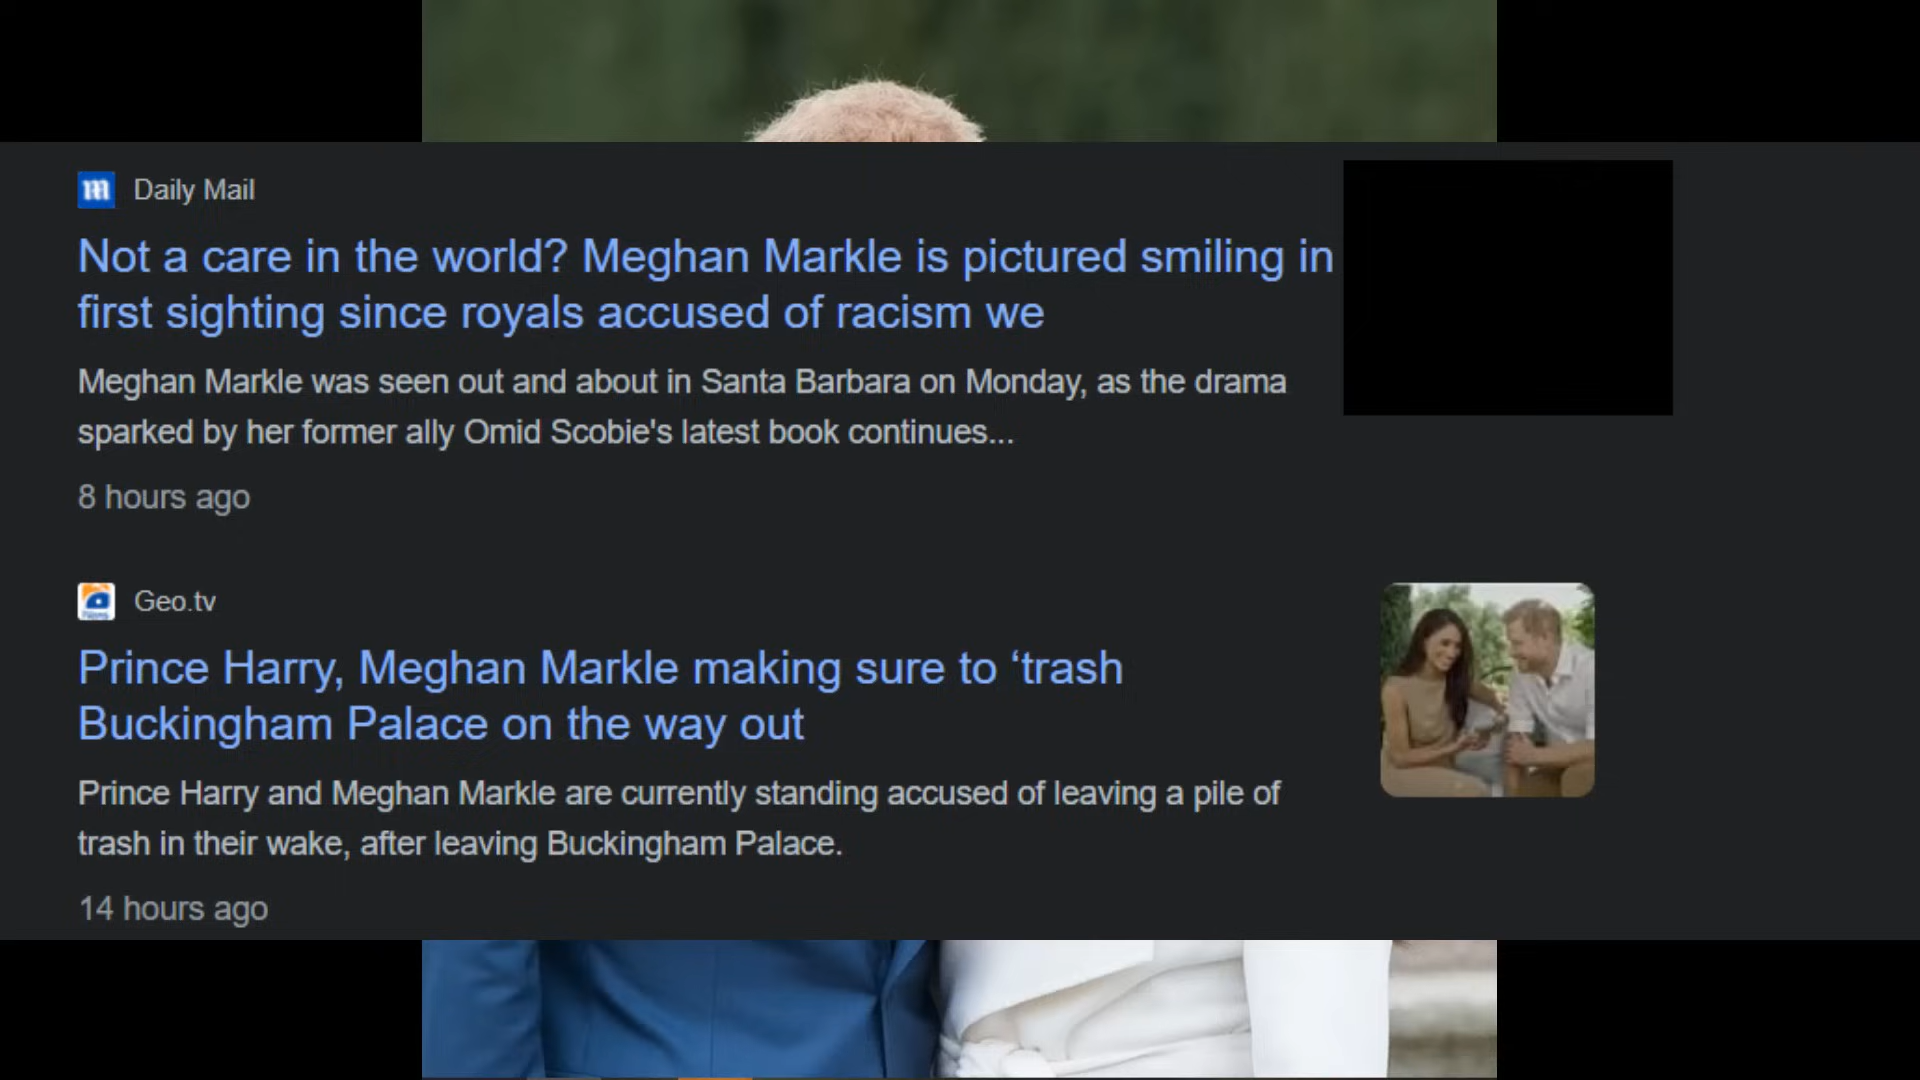 Daily Mail
Not a care in the world? Meghan Markle is pictured smiling in
first sighting since royals accused of racism we
Meghan Markle was seen out and about in Santa Barbara on Monday, as the drama
sparked by her former ally Omid Scobie's latest book continues...
8 hours ago
Geo.tv
Prince Harry, Meghan Markle making sure to ‘trash
Buckingham Palace on the way out
Prince Harry and Meghan Markle are currently standing accused of leaving a pile of
trash in their wake, after leaving Buckingham Palace.
14 hours ago